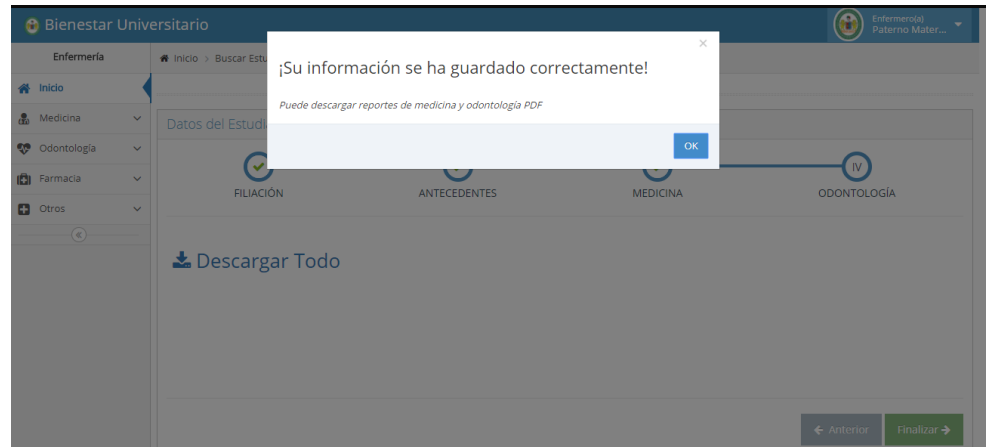 Bienestar Universitario
Enfermero(a)
Paterno Mater...
Enfermería
Inicio > Buscar Estu
×
¡Su información se ha guardado correctamente!
Puede descargar reportes de medicina y odontología PDF
OK
Inicio
Medicina
Odontología
Farmacia
Otros
Datos del Estudi
IV
FILIACIÓN
ANTECEDENTES
MEDICINA
ODONTOLOGÍA
Descargar Todo
Anterior
Finalizar